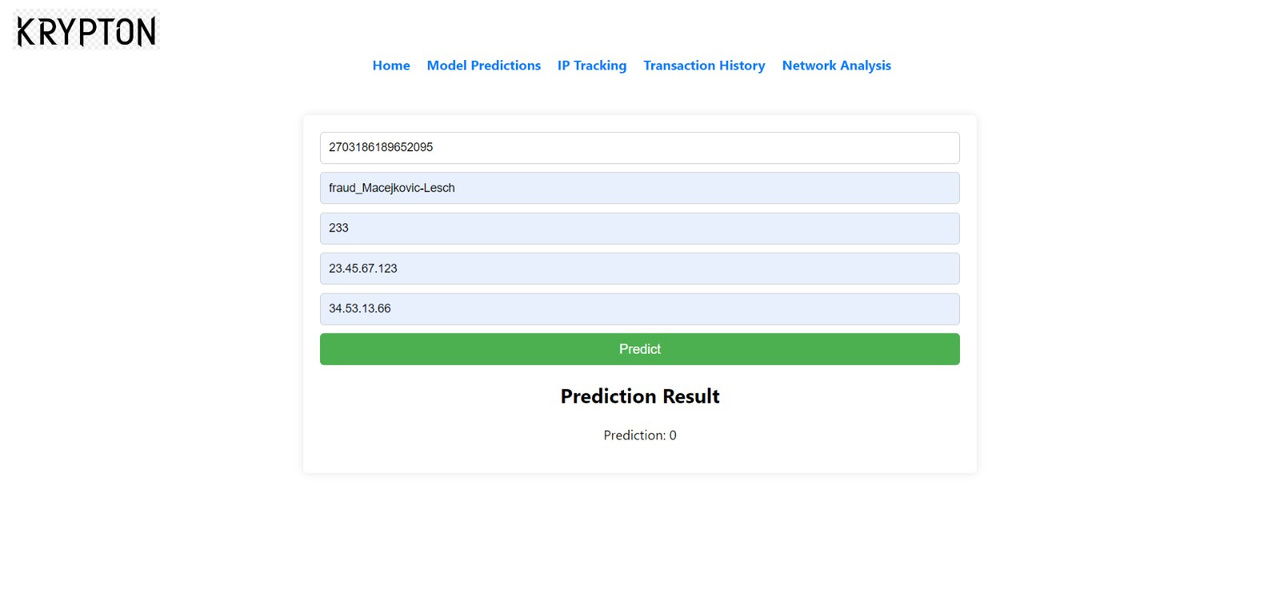 KRYPTON
Home Model Predictions IP Tracking Transaction History Network Analysis
2703186189652095
fraud_Macejkovic-Lesch
233
23.45.67.123
34.53.13.66
Predict
Prediction Result
Prediction: 0